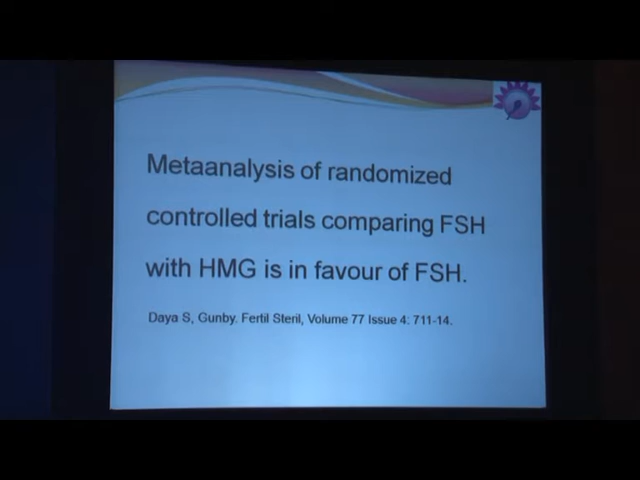 Metaanalysis of randomized
controlled trials comparing FSH
with HMG is in favour of FSH.
Daya S, Gunby. Fertil Steril, Volume 77 Issue 4: 711-14.